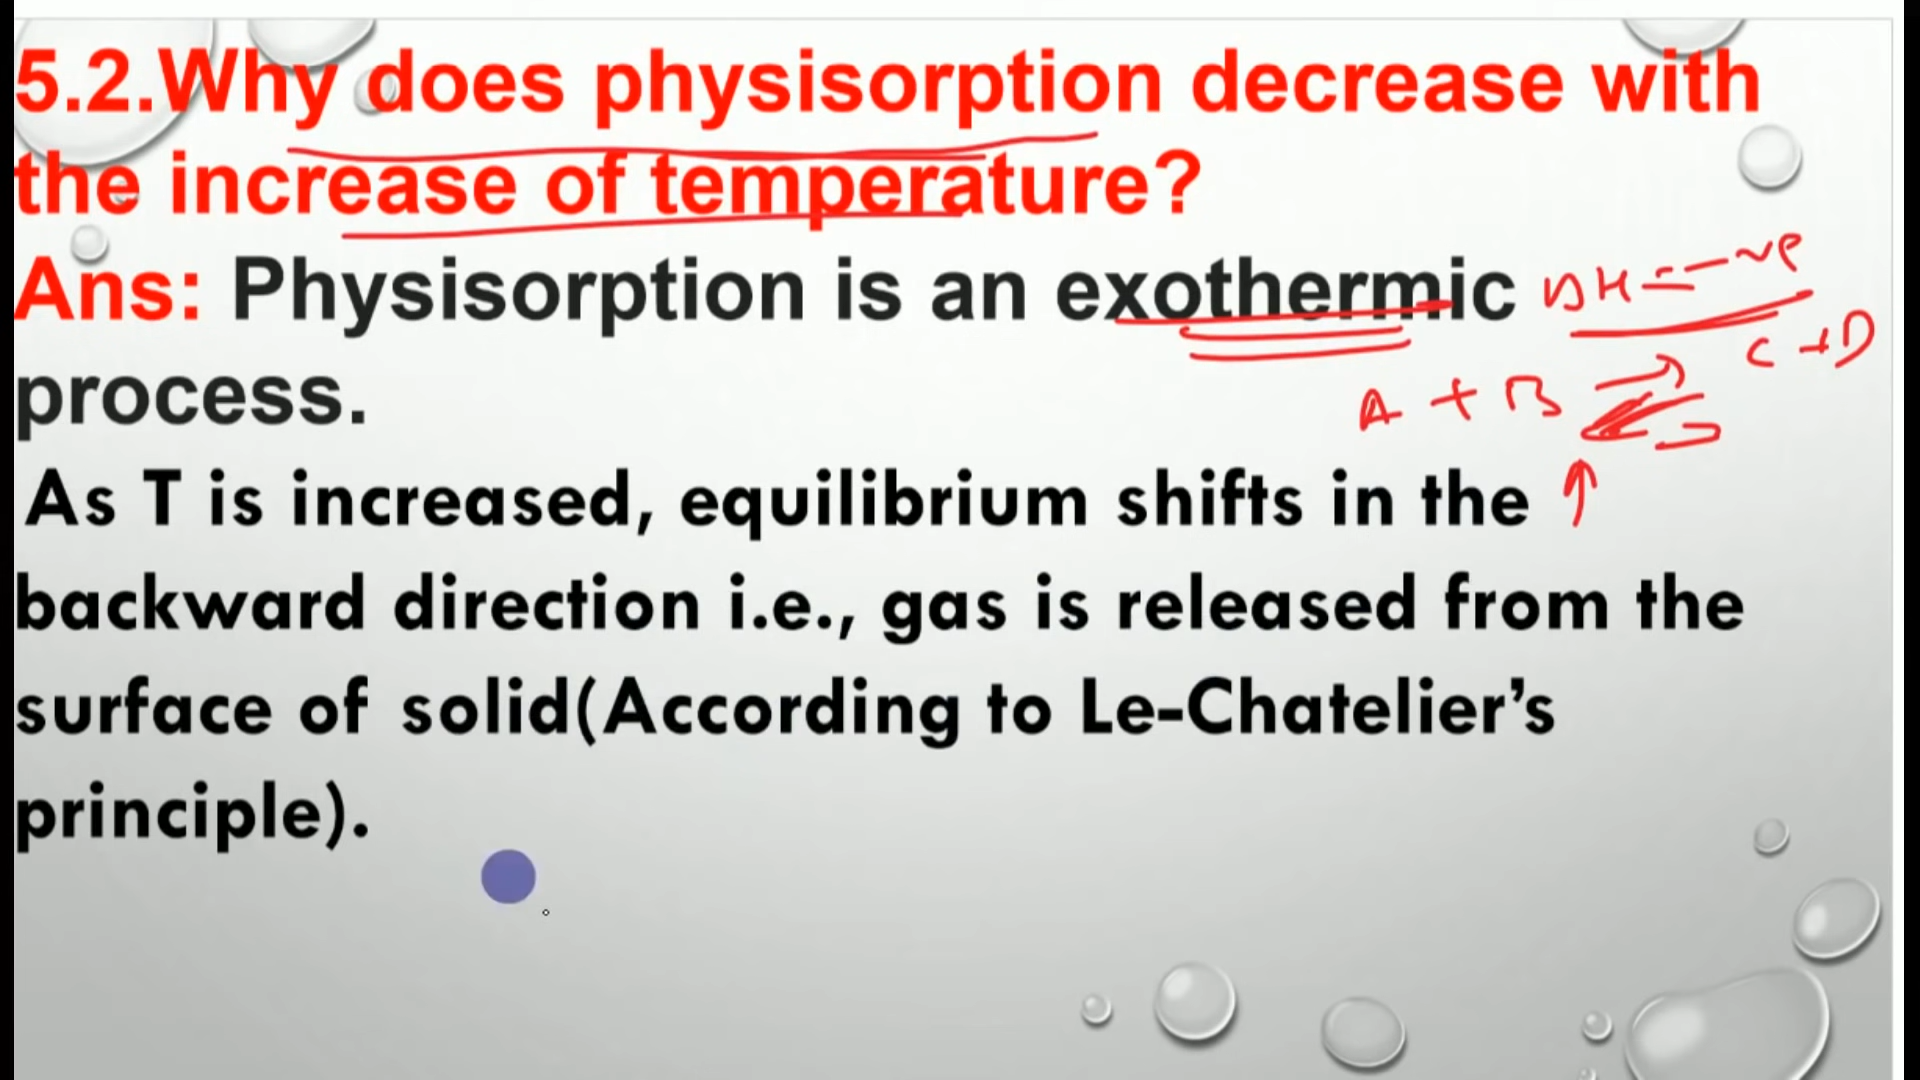 5.2.Why does physisorption decrease with
the increase of temperature?
Ans: Physisorption is an exothermic ΔH = -ve
process. A + B ⇌ C + D
As T is increased, equilibrium shifts in the ↑
backward direction i.e., gas is released from the
surface of solid(According to Le-Chatelier's
principle).